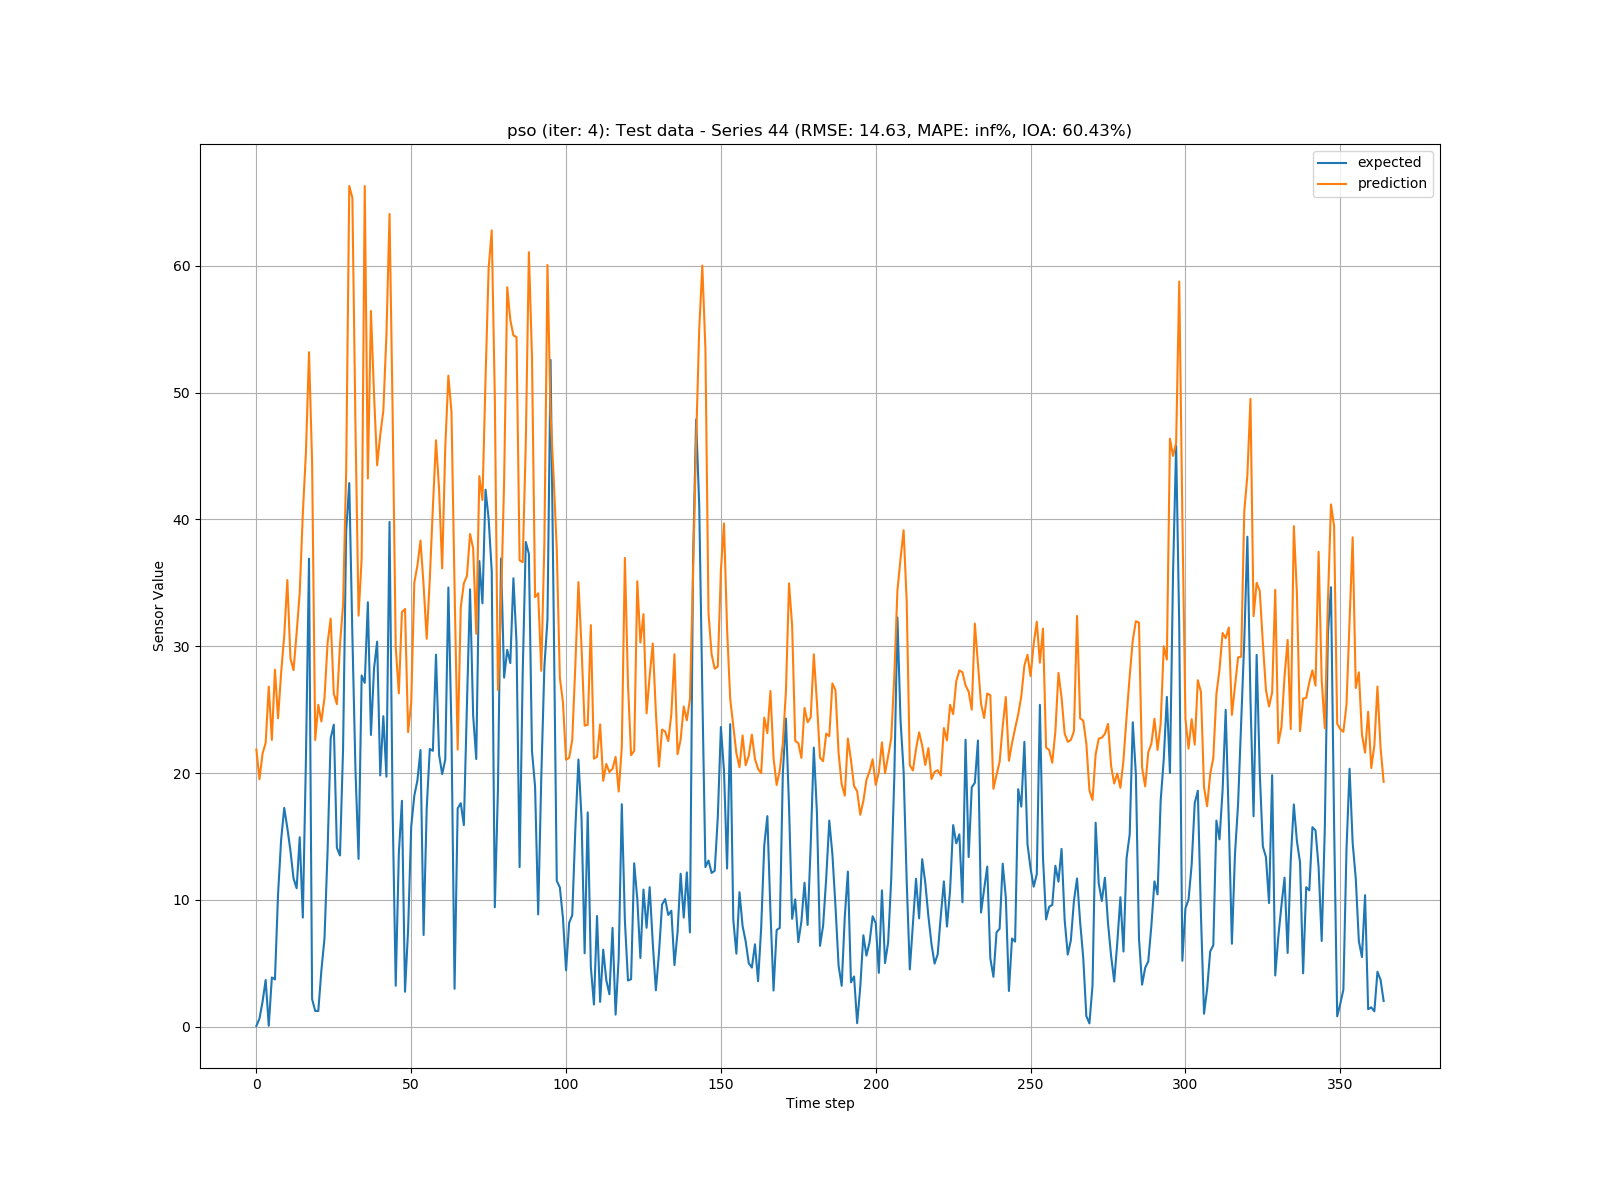 pso (iter: 4): Test data - Series 44 (RMSE: 14.63, MAPE: inf%, IOA: 60.43%)
expected
prediction
Sensor Value
60
50
40
30
20
10
0
0 50 100 150 200 250 300 350
Time step